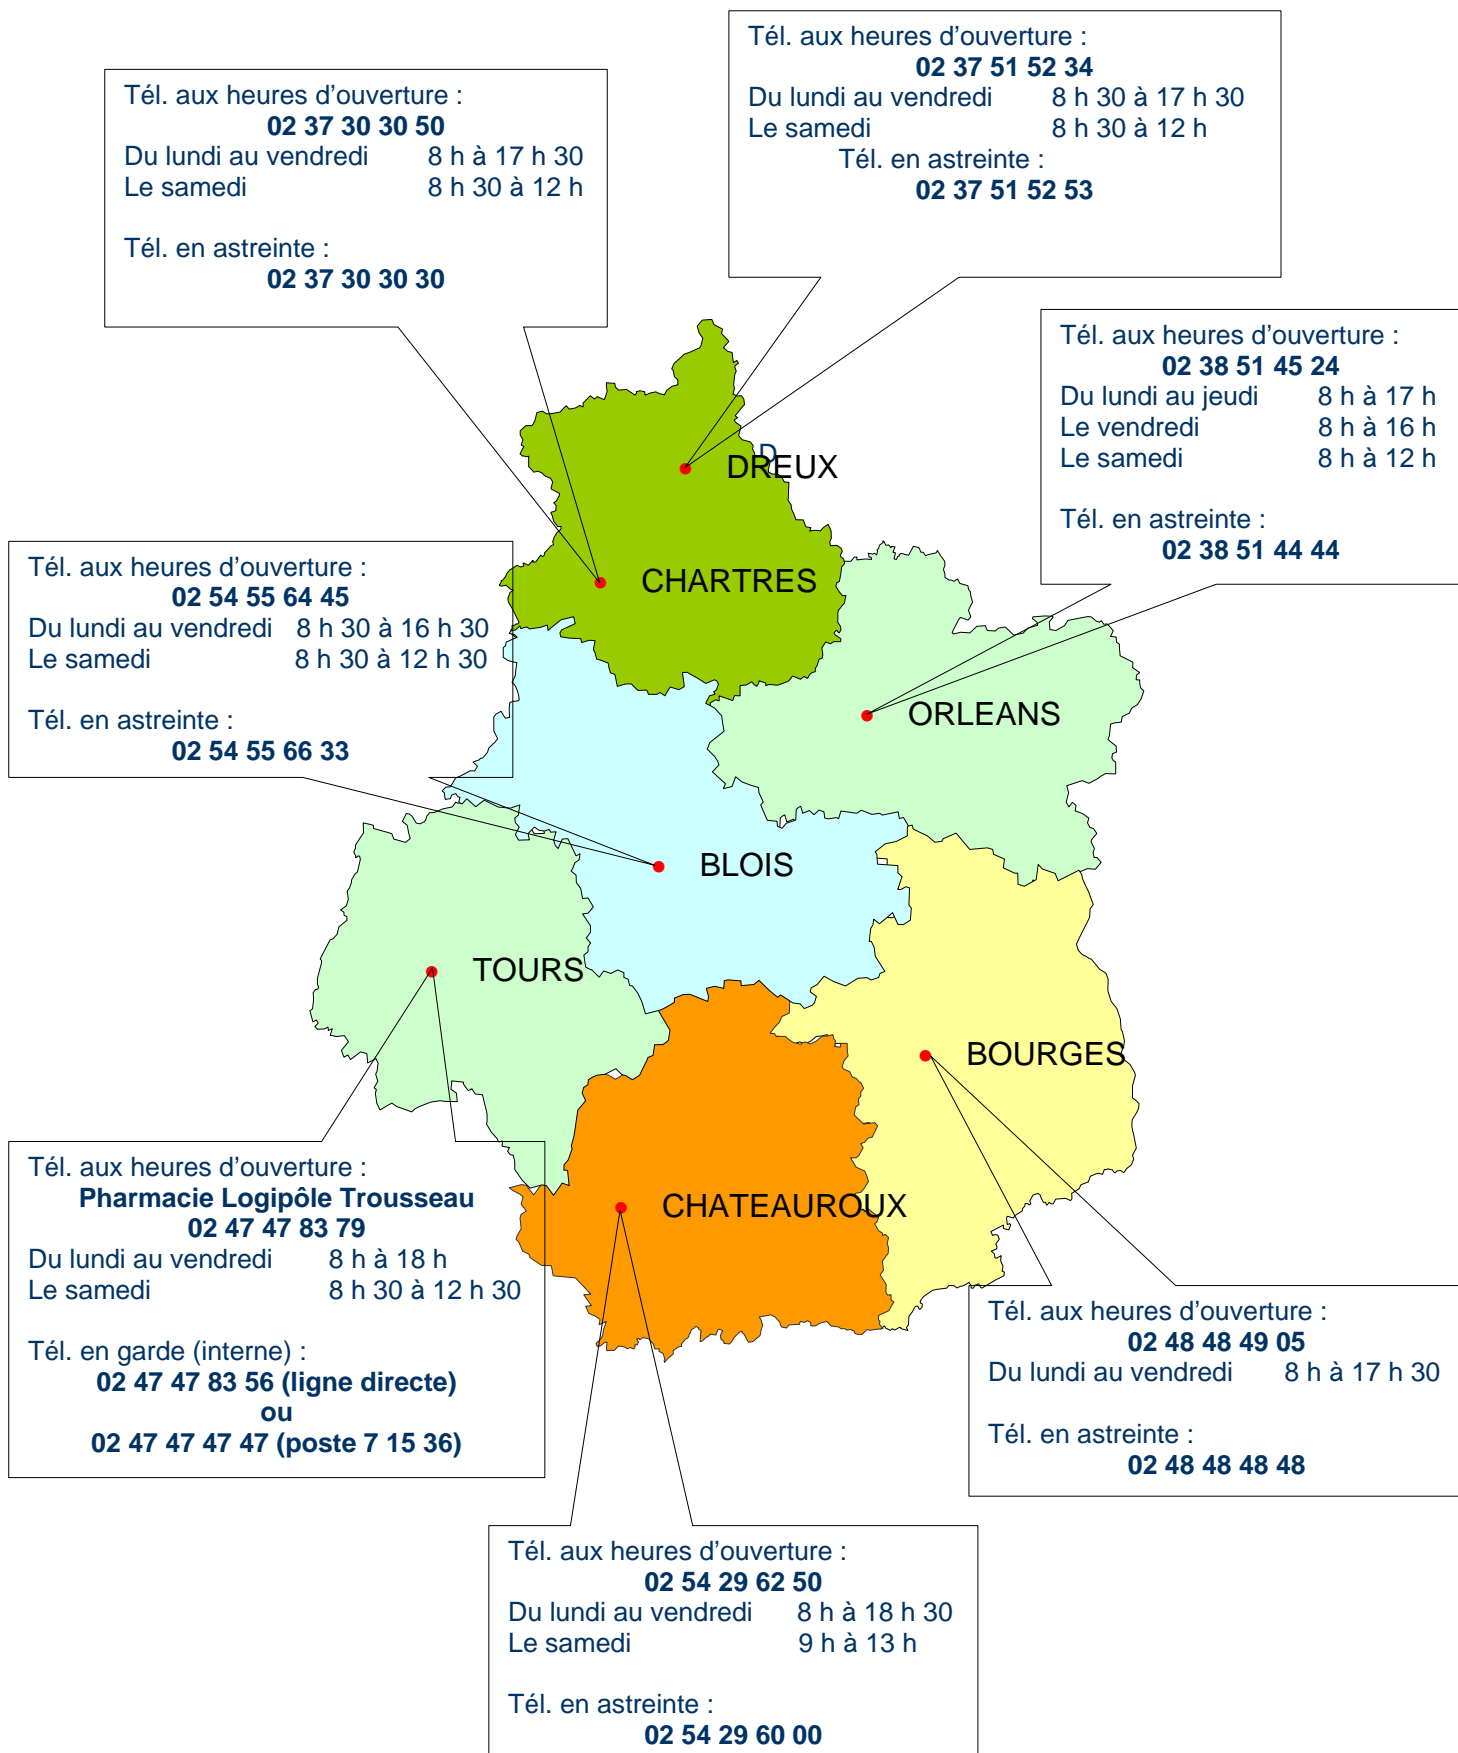 Tél. aux heures d’ouverture :
02 37 51 52 34
Du lundi au vendredi 8 h 30 à 17 h 30
Le samedi 8 h 30 à 12 h
Tél. en astreinte :
02 37 51 52 53
Tél. aux heures d’ouverture :
02 37 30 30 50
Du lundi au vendredi 8 h à 17 h 30
Le samedi 8 h 30 à 12 h
Tél. en astreinte :
02 37 30 30 30
Tél. aux heures d’ouverture :
02 38 51 45 24
Du lundi au jeudi 8 h à 17 h
Le vendredi 8 h à 16 h
Le samedi 8 h à 12 h
Tél. en astreinte :
02 38 51 44 44
D
DREUX
CHARTRES
Tél. aux heures d’ouverture :
02 54 55 64 45
Du lundi au vendredi 8 h 30 à 16 h 30
Le samedi 8 h 30 à 12 h 30
Tél. en astreinte :
02 54 55 66 33
ORLEANS
BLOIS
TOURS
BOURGES
CHATEAUROUX
Tél. aux heures d’ouverture :
Pharmacie Logipôle Trousseau
02 47 47 83 79
Du lundi au vendredi 8 h à 18 h
Le samedi 8 h 30 à 12 h 30
Tél. en garde (interne) :
02 47 47 83 56 (ligne directe)
ou
02 47 47 47 47 (poste 7 15 36)
Tél. aux heures d’ouverture :
02 48 48 49 05
Du lundi au vendredi 8 h à 17 h 30
Tél. en astreinte :
02 48 48 48 48
Tél. aux heures d’ouverture :
02 54 29 62 50
Du lundi au vendredi 8 h à 18 h 30
Le samedi 9 h à 13 h
Tél. en astreinte :
02 54 29 60 00